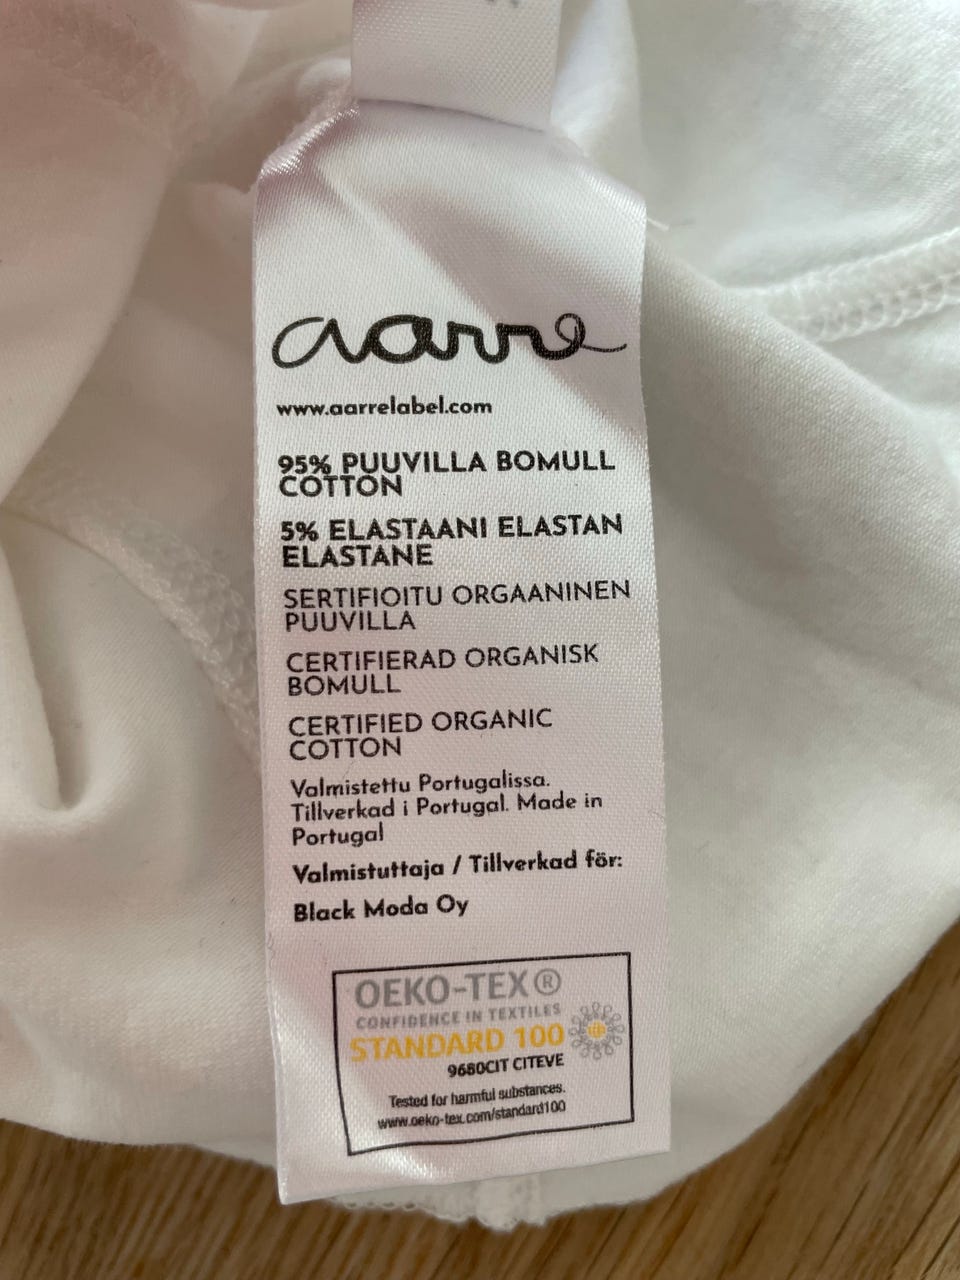 aarre
www.aarrelabel.com
95% PUUVILLA BOMULL
COTTON
5% ELASTAANI ELASTAN
ELASTANE
SERTIFIOITU ORGAANINEN
PUUVILLA
CERTIFIERAD ORGANISK
BOMULL
CERTIFIED ORGANIC
COTTON
Valmistettu Portugalissa.
Tillverkad i Portugal. Made in
Portugal
Valmistuttaja / Tillverkad för:
Black Moda Oy
OEKO-TEX®
CONFIDENCE IN TEXTILES
STANDARD 100
9680CIT CITEVE
Tested for harmful substances.
www.oeko-tex.com/standard100